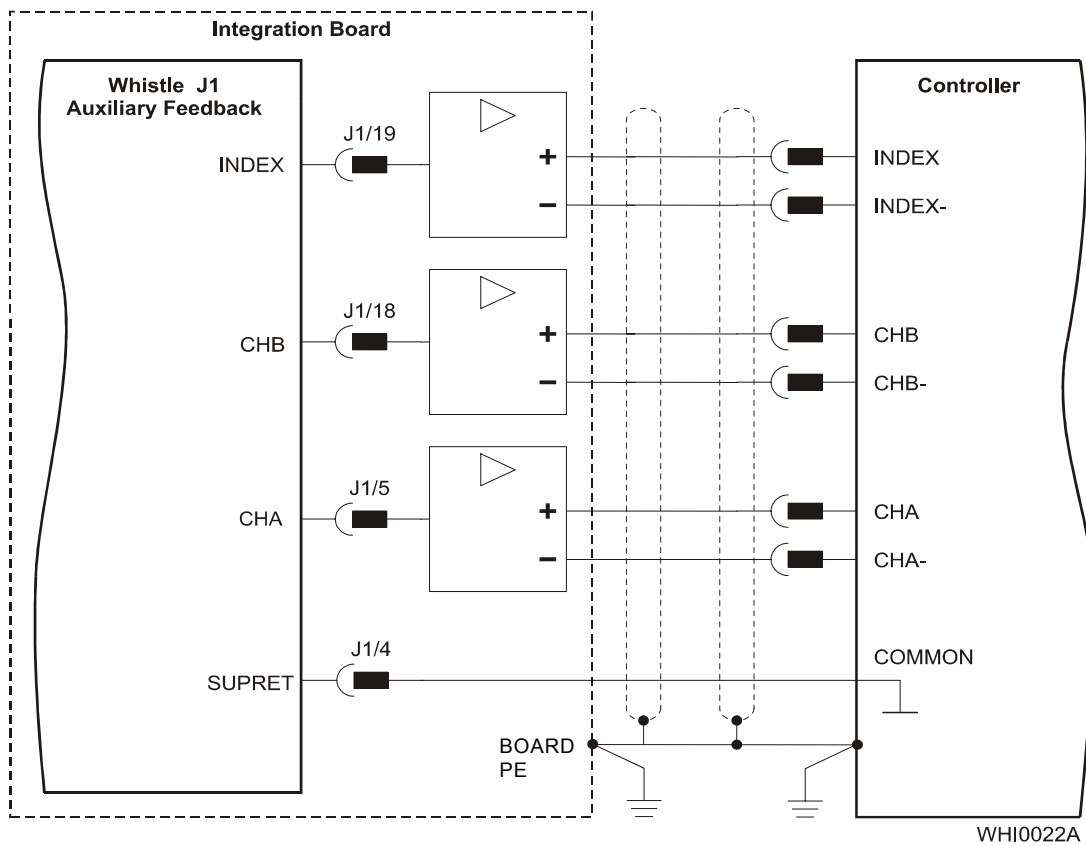 Integration Board
Whistle J1
Auxiliary Feedback
Controller
J1/19
INDEX
+
−
INDEX
INDEX-
J1/18
CHB
+
−
CHB
CHB-
J1/5
CHA
+
−
CHA
CHA-
J1/4
SUPRET
COMMON
BOARD
PE
WHI0022A